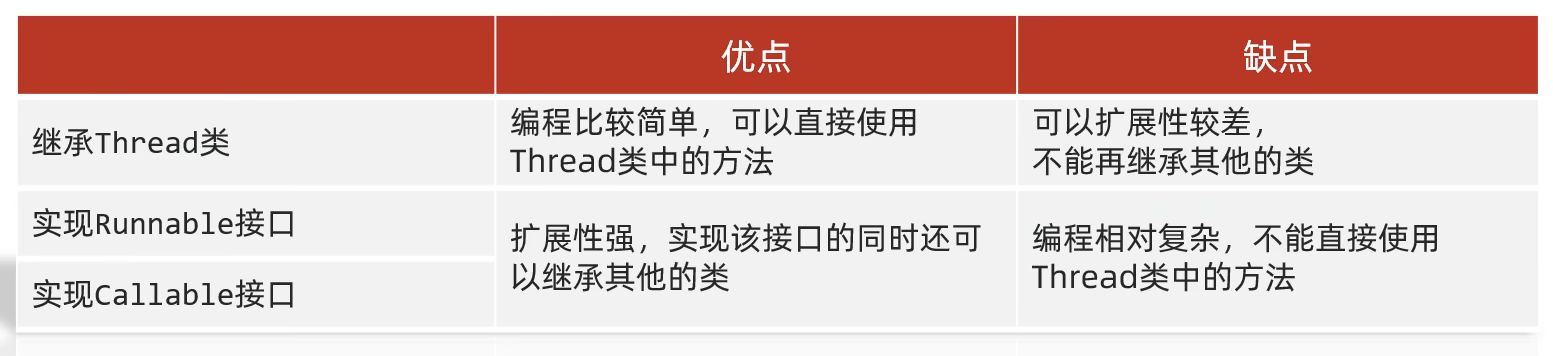 优点
缺点
继承Thread类
编程比较简单，可以直接使用
Thread类中的方法
可以扩展性较差，
不能再继承其他的类
实现Runnable接口
实现Callable接口
扩展性强，实现该接口的同时还可
以继承其他的类
编程相对复杂，不能直接使用
Thread类中的方法